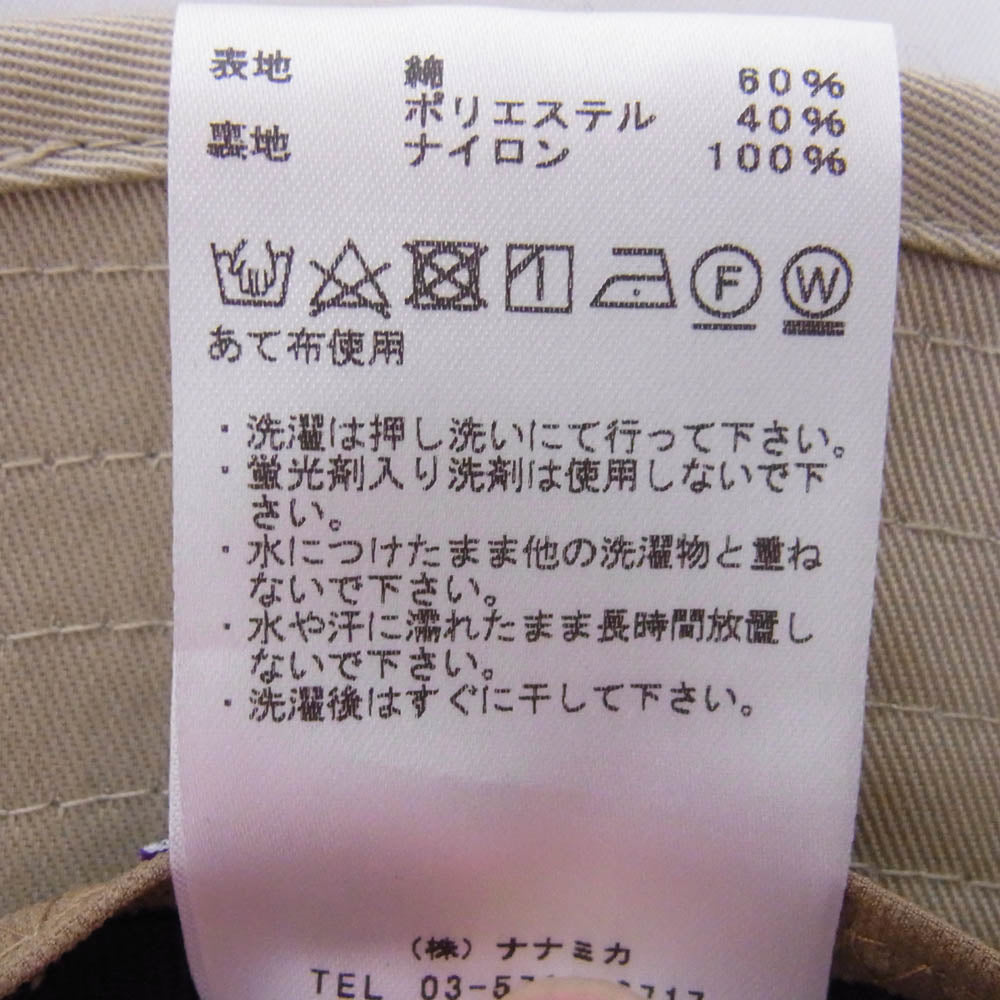 表地 綿 60%
ポリエステル 40%
裏地 ナイロン 100%
F W
あて布使用
・洗濯は押し洗いにて行って下さい。
・蛍光剤入り洗剤は使用しないで下
さい。
・水につけたまま他の洗濯物と重ね
ないで下さい。
・水や汗に濡れたまま長時間放置し
ないで下さい。
・洗濯後はすぐに干して下さい。
(株)ナナミカ
TEL 03-5